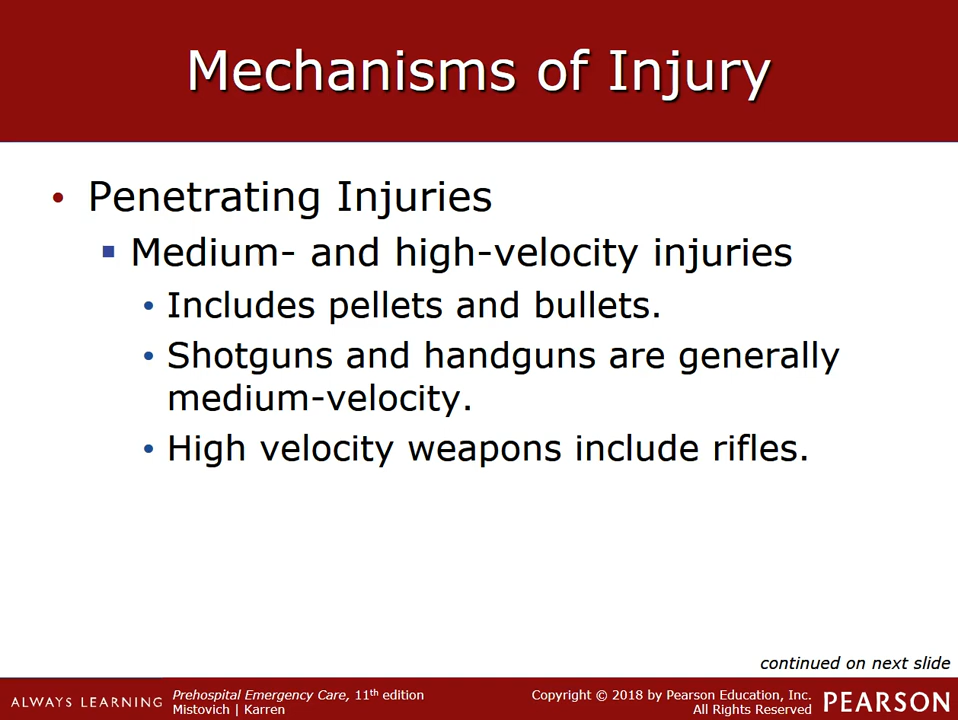 Mechanisms of Injury
• Penetrating Injuries
▪ Medium- and high-velocity injuries
• Includes pellets and bullets.
• Shotguns and handguns are generally
medium-velocity.
• High velocity weapons include rifles.
continued on next slide
ALWAYS LEARNING
Prehospital Emergency Care, 11th edition
Mistovich | Karren
Copyright © 2018 by Pearson Education, Inc.
All Rights Reserved
PEARSON